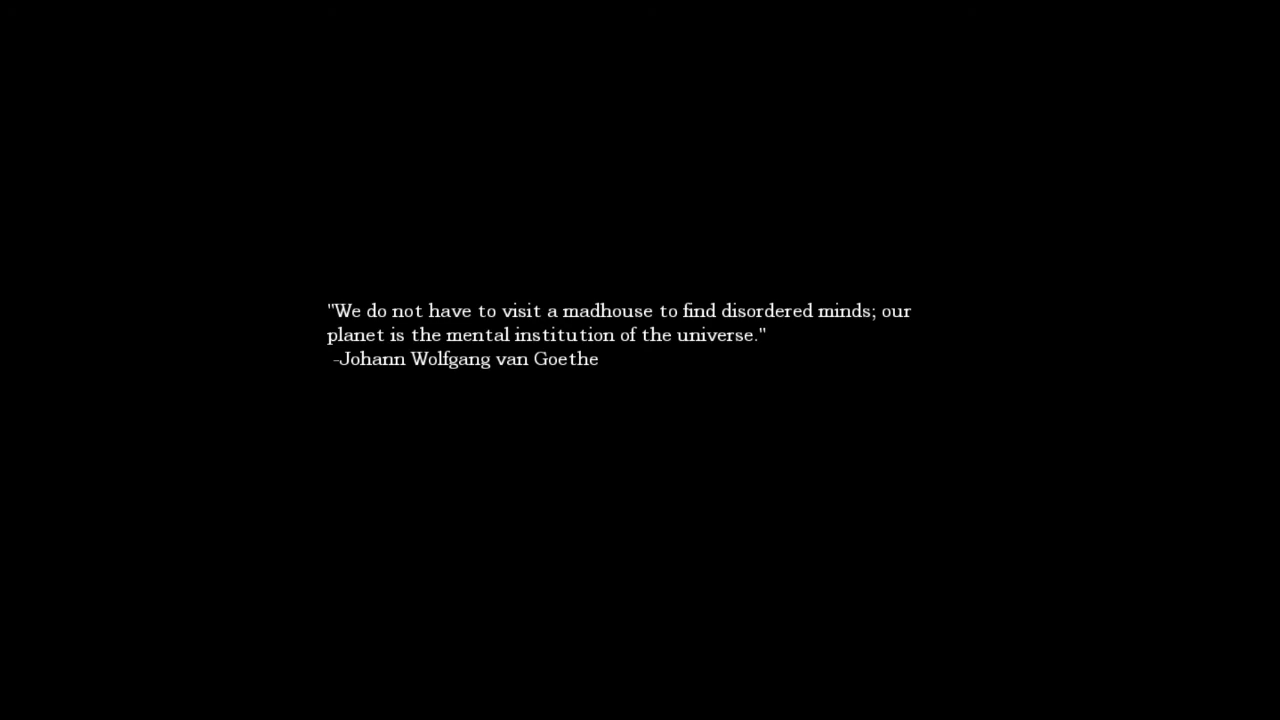 "We do not have to visit a madhouse to find disordered minds; our
planet is the mental institution of the universe."
-Johann Wolfgang van Goethe